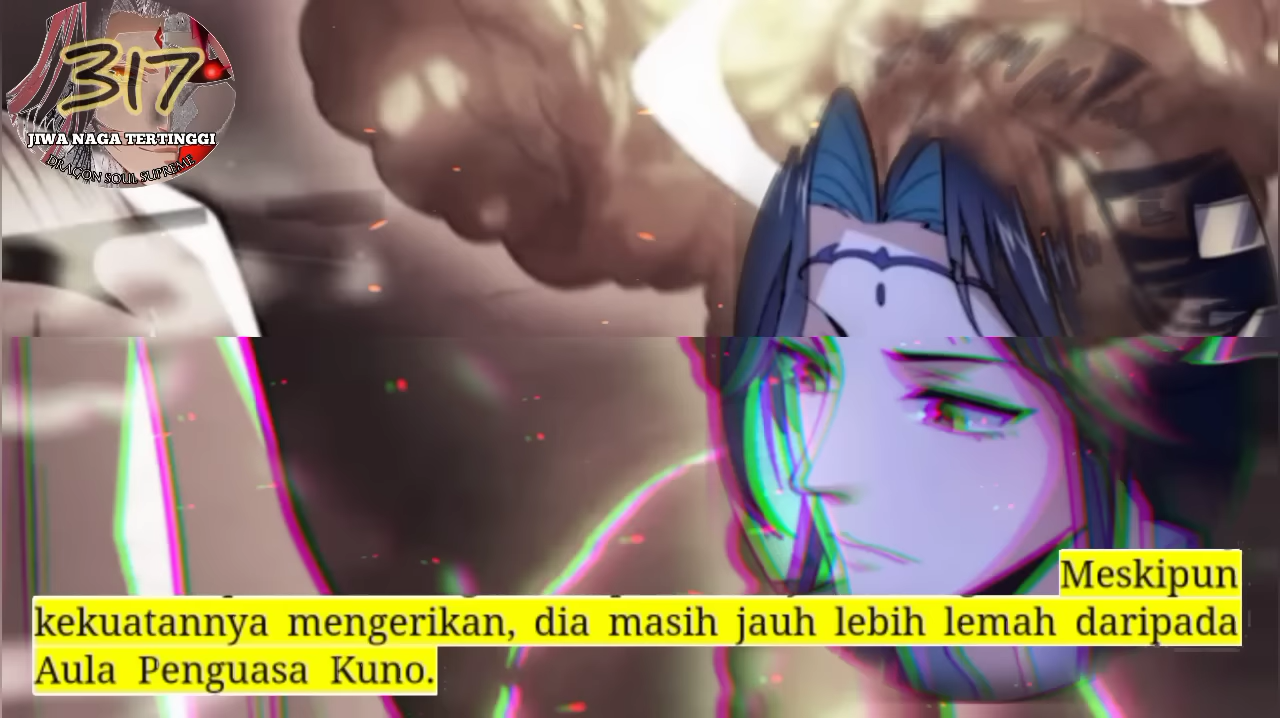 317
JIWA NAGA TERTINGGI
DRAGON SOUL SUPREME
Meskipun
kekuatannya mengerikan, dia masih jauh lebih lemah daripada
Aula Penguasa Kuno.